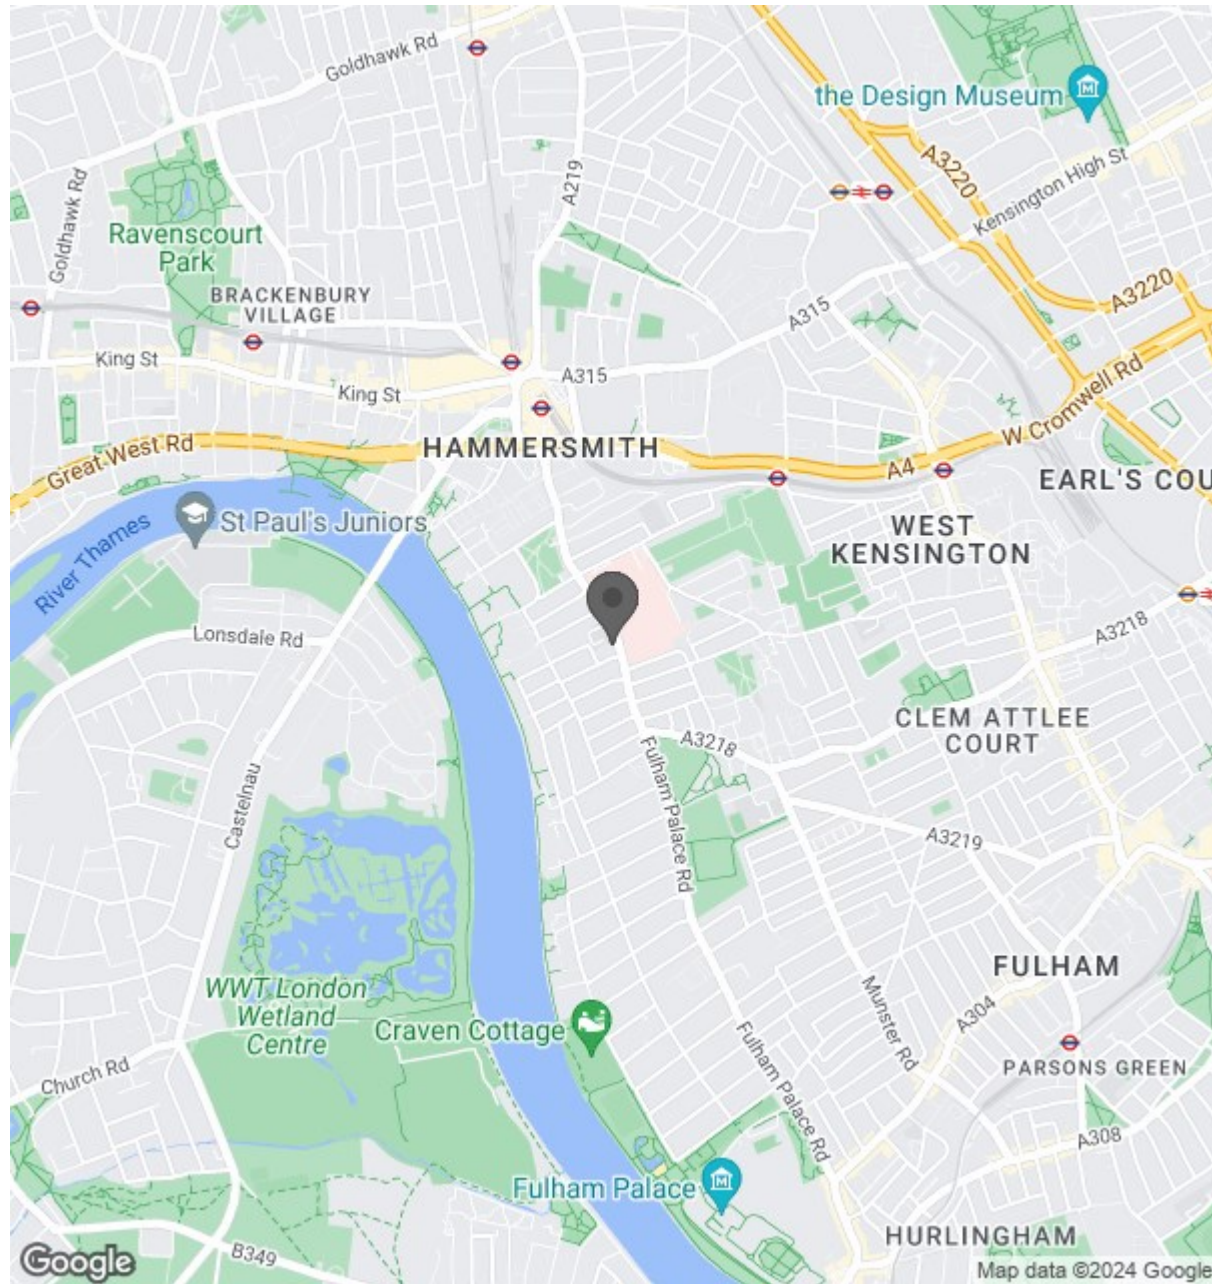 Goldhawk Rd
the Design Museum
A3220
A219
Kensington High St
Goldhawk Rd
Ravenscourt
Park
A3220
BRACKENBURY
VILLAGE
A315
King St
A315
King St
W Cromwell Rd
HAMMERSMITH
Great West Rd
A4
EARL'S COU
St Paul's Juniors
WEST
KENSINGTON
River Thames
Lonsdale Rd
A3218
CLEM ATTLEE
COURT
A3218
Castelnau
Fulham Palace Rd
A3219
FULHAM
WWT London
Wetland
Centre
Munster Rd
A304
Craven Cottage
Fulham Palace Rd
PARSONS GREEN
Church Rd
A308
Fulham Palace
HURLINGHAM
B349
Google
Map data ©2024 Google